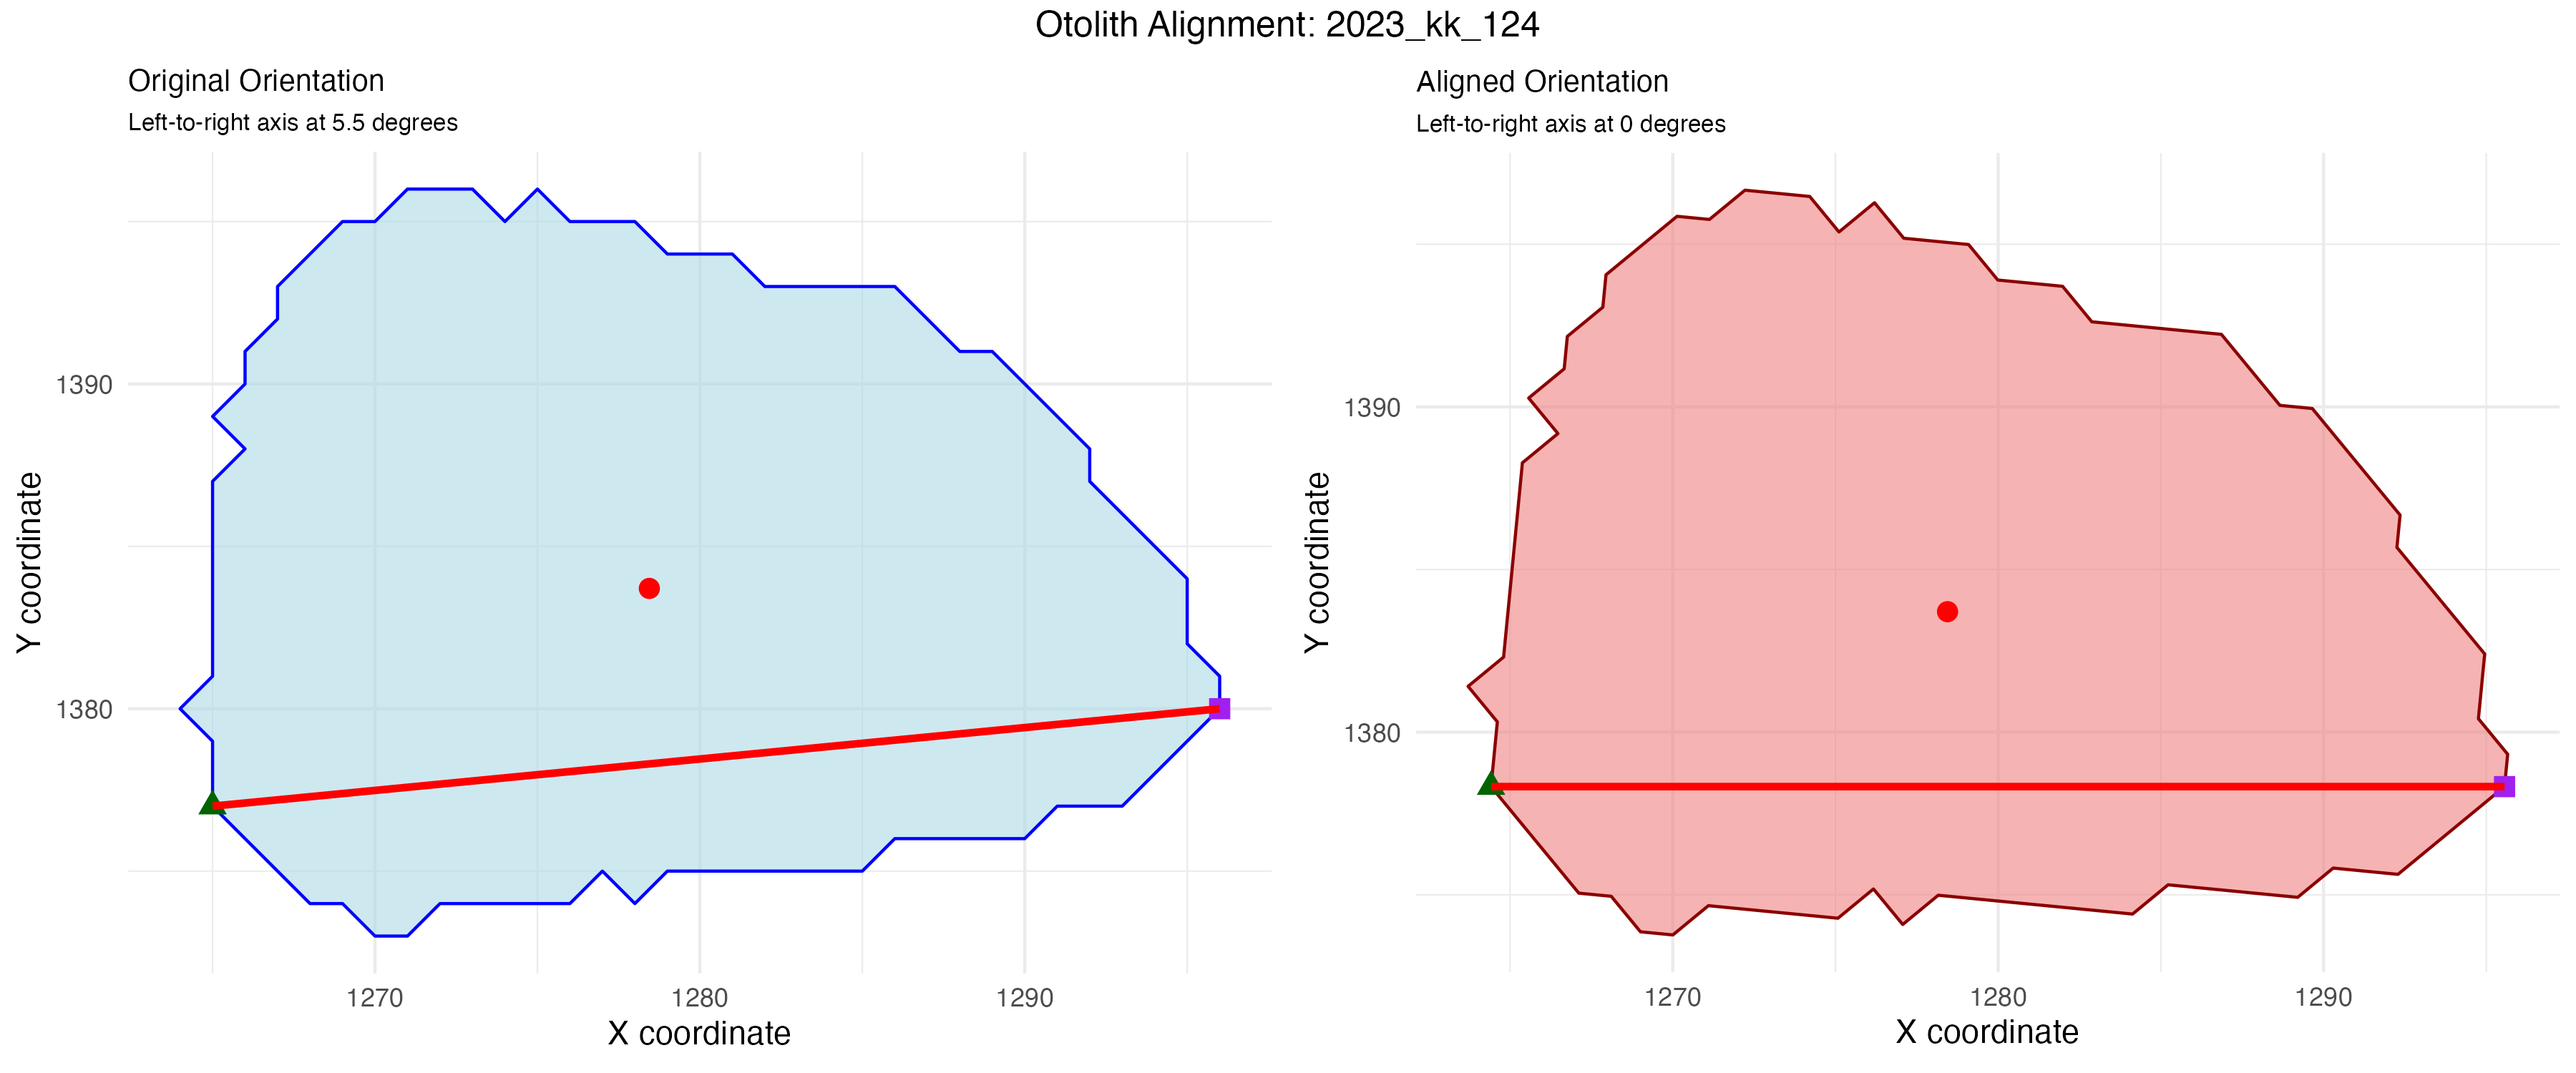 Otolith Alignment: 2023_kk_124
Original Orientation
Left-to-right axis at 5.5 degrees
Y coordinate
1390
1380
1270
1280
1290
X coordinate
Aligned Orientation
Left-to-right axis at 0 degrees
Y coordinate
1390
1380
1270
1280
1290
X coordinate